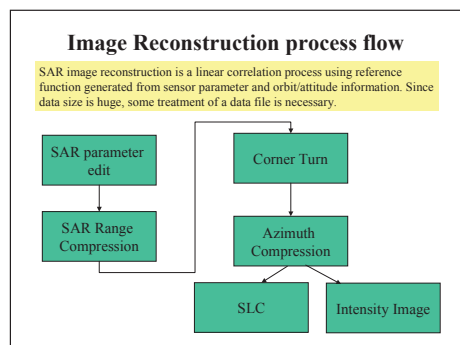 Image Reconstruction process flow
SAR image reconstruction is a linear correlation process using reference
function generated from sensor parameter and orbit/attitude information. Since
data size is huge, some treatment of a data file is necessary.
SAR parameter
edit
SAR Range
Compression
Corner Turn
Azimuth
Compression
SLC
Intensity Image